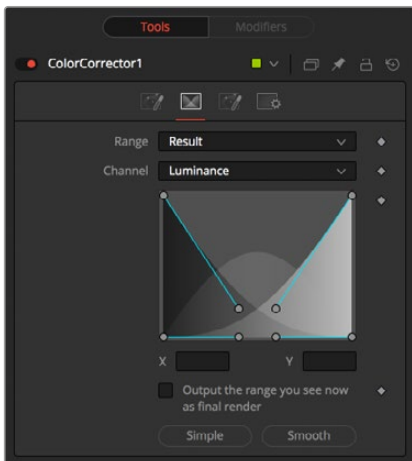 Tools
Modifiers
ColorCorrector1
Range
Result
Channel
Luminance
X
Y
Output the range you see now
as final render
Simple
Smooth